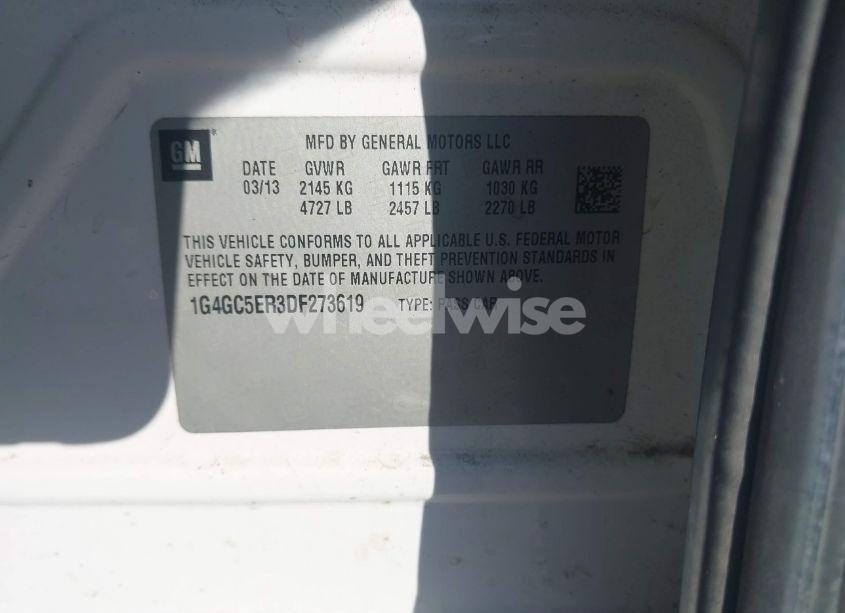 GM
MFD BY GENERAL MOTORS LLC
DATE GVWR GAWR FRT GAWR RR
03/13 2145 KG 1115 KG 1030 KG
4727 LB 2457 LB 2270 LB
THIS VEHICLE CONFORMS TO ALL APPLICABLE U.S. FEDERAL MOTOR
VEHICLE SAFETY, BUMPER, AND THEFT PREVENTION STANDARDS IN
EFFECT ON THE DATE OF MANUFACTURE SHOWN ABOVE.
1G4GC5ER3DF273619 TYPE: PASS CAR
wheelwise